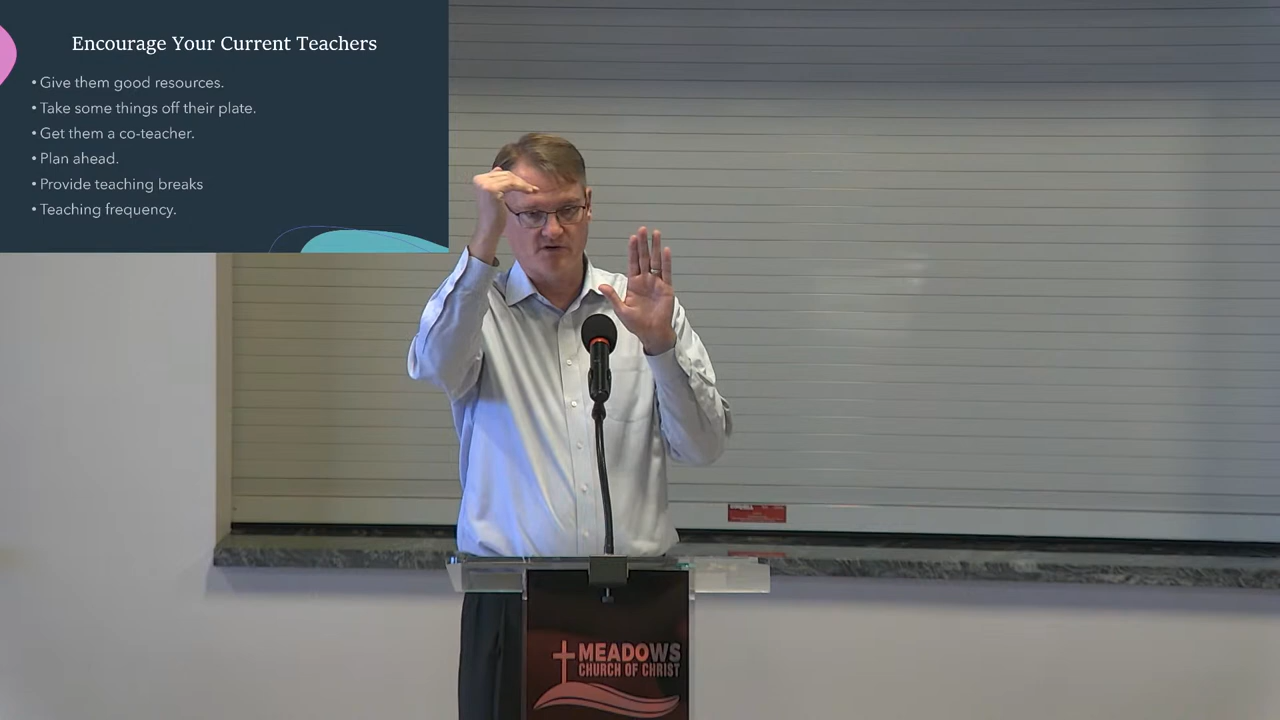 Encourage Your Current Teachers
• Give them good resources.
• Take some things off their plate.
• Get them a co-teacher.
• Plan ahead.
• Provide teaching breaks
• Teaching frequency.
MEADOWS
CHURCH OF CHRIST